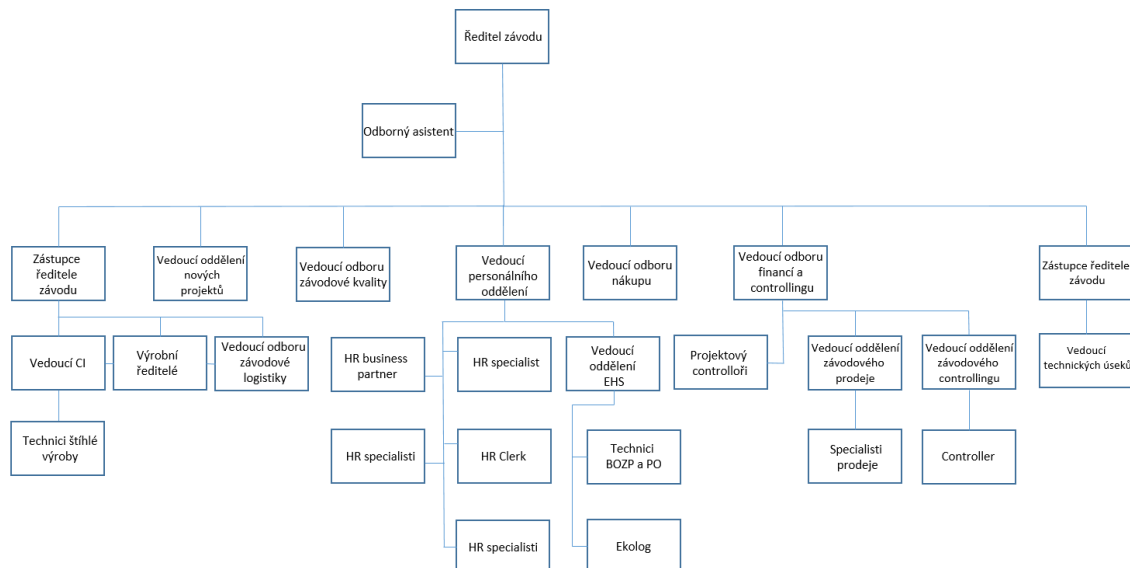 Ředitel závodu
Odborný asistent
Zástupce
ředitele
závodu
Vedoucí oddělení
nových
projektů
Vedoucí odboru
závodové kvality
Vedoucí
personálního
oddělení
Vedoucí odboru
nákupu
Vedoucí odboru
financí a
controllingu
Zástupce ředitele
závodu
Vedoucí CI
Výrobní
ředitelé
Vedoucí odboru
závodové
logistiky
HR business
partner
HR specialist
Vedoucí
oddělení
EHS
Projektový
controlloři
Vedoucí oddělení
závodového
prodeje
Vedoucí oddělení
závodového
controllingu
Vedoucí
technických úseků
Technici štíhlé
výroby
HR specialisti
HR Clerk
Technici
BOZP a PO
Specialisti
prodeje
Controller
HR specialisti
Ekolog